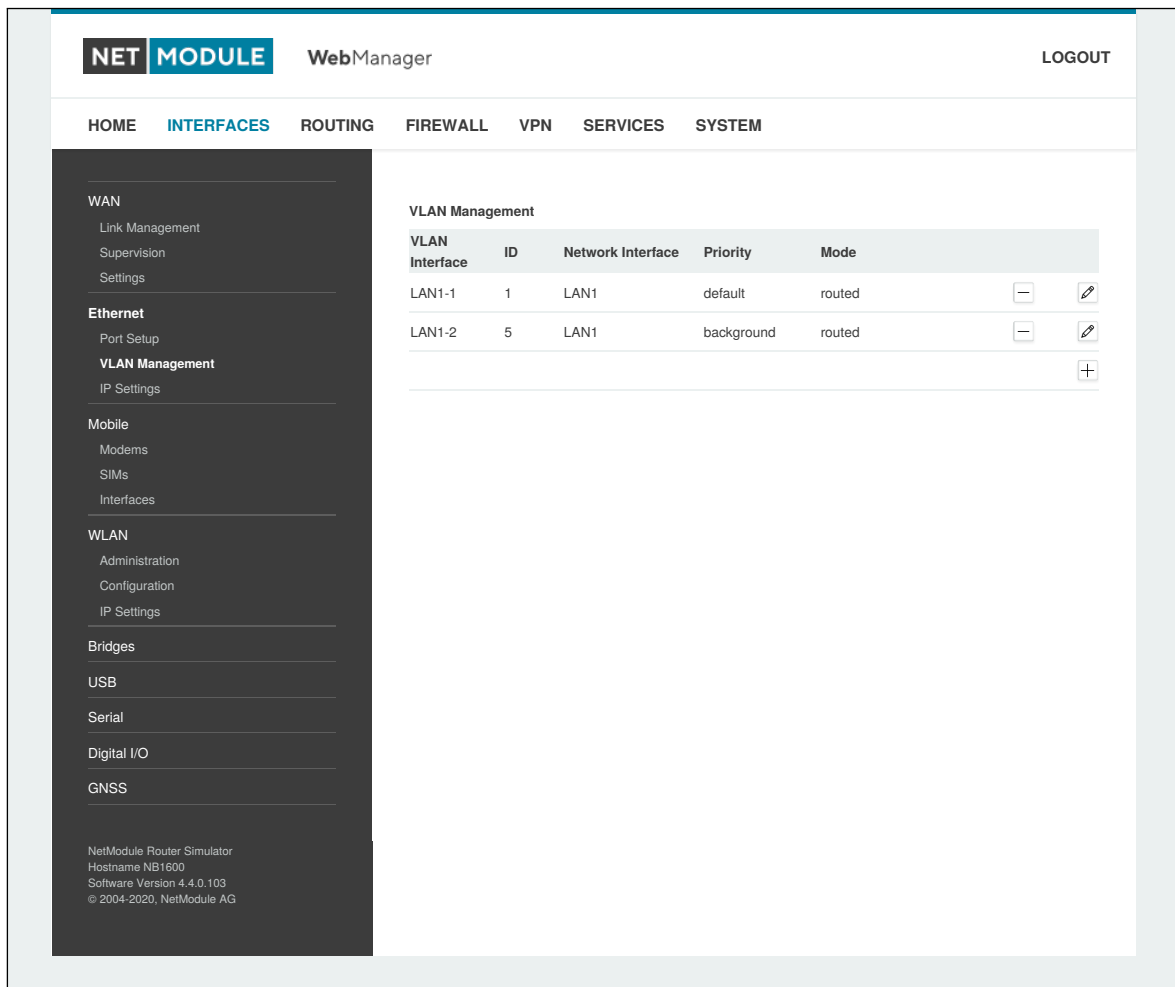 NET MODULE WebManager LOGOUT
HOME INTERFACES ROUTING FIREWALL VPN SERVICES SYSTEM
WAN
Link Management
Supervision
Settings
Ethernet
Port Setup
VLAN Management
IP Settings
Mobile
Modems
SIMs
Interfaces
WLAN
Administration
Configuration
IP Settings
Bridges
USB
Serial
Digital I/O
GNSS
NetModule Router Simulator
Hostname NB1600
Software Version 4.4.0.103
© 2004-2020, NetModule AG
VLAN Management
VLAN Interface ID Network Interface Priority Mode
LAN1-1 1 LAN1 default routed
LAN1-2 5 LAN1 background routed